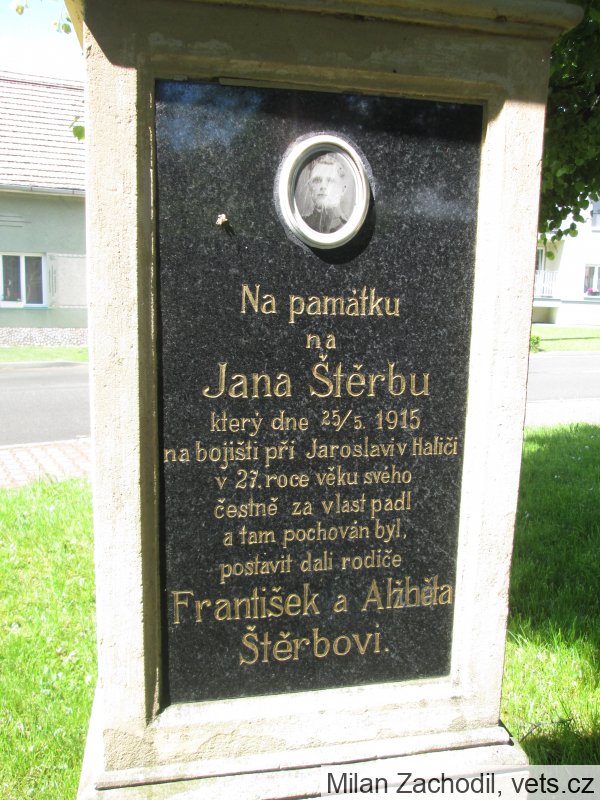 Na památku
na
Jana Štěrbu
který dne 25/5. 1915
na bojišti při Jaroslavi v Haliči
v 27. roce věku svého
čestně za vlast padl
a tam pochován byl,
postavit dali rodiče
František a Alžběta
Štěrbovi.
Milan Zachodil, vets.cz